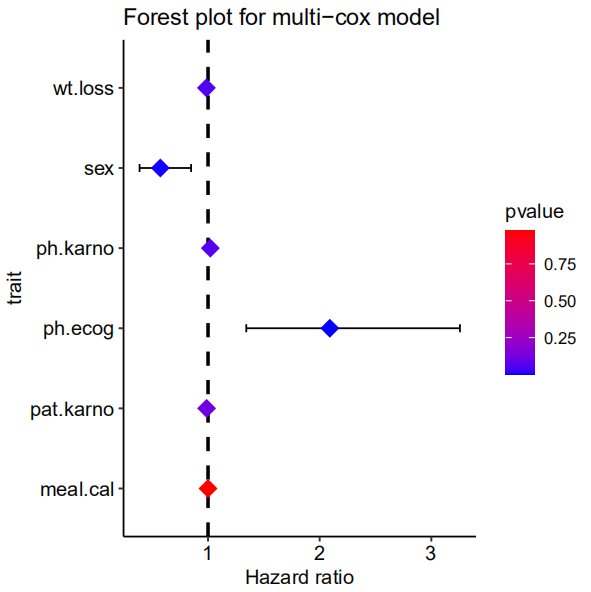 Forest plot for multi−cox model
trait
wt.loss
sex
ph.karno
ph.ecog
pat.karno
meal.cal
1
2
3
Hazard ratio
pvalue
0.75
0.50
0.25